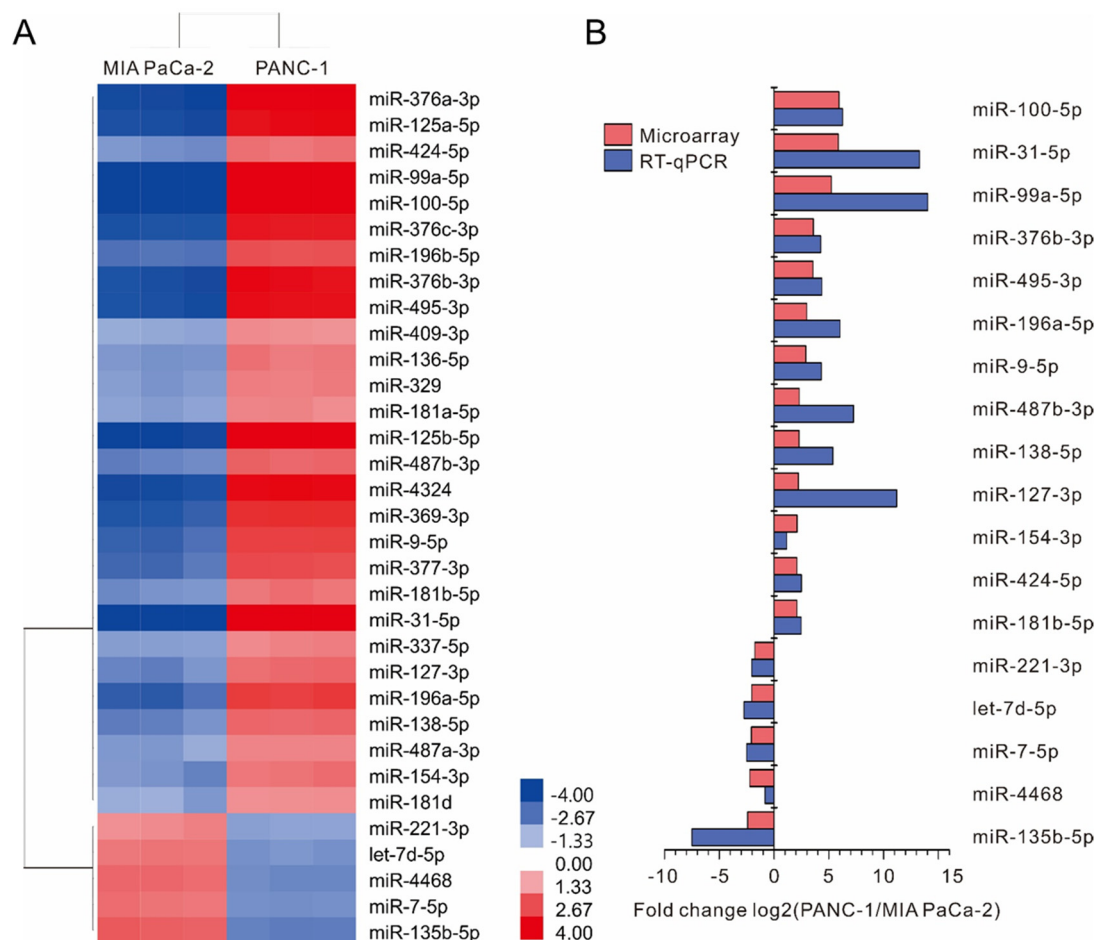 A
MIA PaCa-2 PANC-1
miR-376a-3p
miR-125a-5p
miR-424-5p
miR-99a-5p
miR-100-5p
miR-376c-3p
miR-196b-5p
miR-376b-3p
miR-495-3p
miR-409-3p
miR-136-5p
miR-329
miR-181a-5p
miR-125b-5p
miR-487b-3p
miR-4324
miR-369-3p
miR-9-5p
miR-377-3p
miR-181b-5p
miR-31-5p
miR-337-5p
miR-127-3p
miR-196a-5p
miR-138-5p
miR-487a-3p
miR-154-3p
miR-181d
miR-221-3p
let-7d-5p
miR-4468
miR-7-5p
miR-135b-5p
-4.00
-2.67
-1.33
0.00
1.33
2.67
4.00
B
Microarray
RT-qPCR
miR-100-5p
miR-31-5p
miR-99a-5p
miR-376b-3p
miR-495-3p
miR-196a-5p
miR-9-5p
miR-487b-3p
miR-138-5p
miR-127-3p
miR-154-3p
miR-424-5p
miR-181b-5p
miR-221-3p
let-7d-5p
miR-7-5p
miR-4468
miR-135b-5p
-10 -5 0 5 10 15
Fold change log2(PANC-1/MIA PaCa-2)